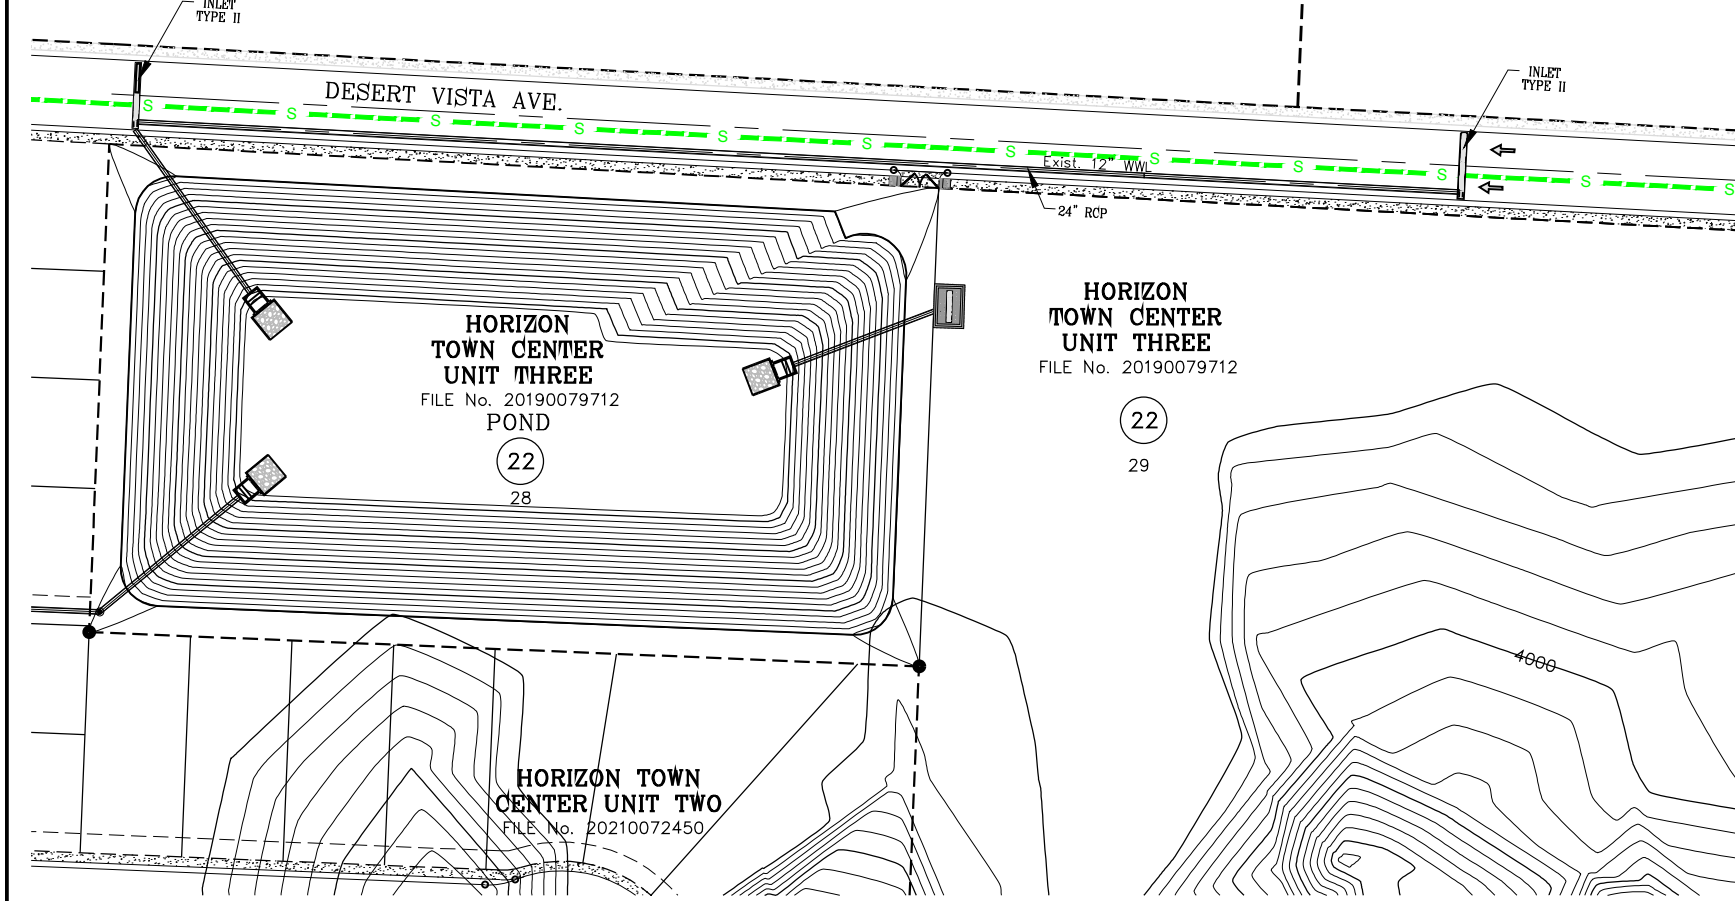 INLET
TYPE II
DESERT VISTA AVE.
S S S S S S S S S S S S
Exist. 12" WWL
24" RCP
INLET
TYPE II
HORIZON
TOWN CENTER
UNIT THREE
FILE No. 20190079712
POND
22
28
HORIZON
TOWN CENTER
UNIT THREE
FILE No. 20190079712
22
29
4000
HORIZON TOWN
CENTER UNIT TWO
FILE No. 20210072450